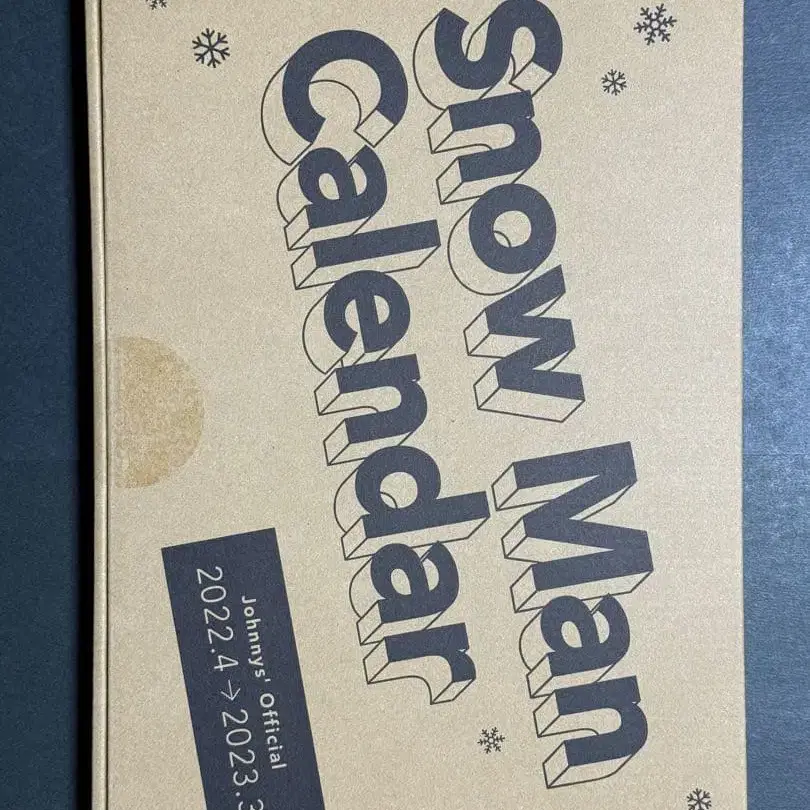 Snow Man
Calendar
Johnnys' Official
2022.4→2023.3